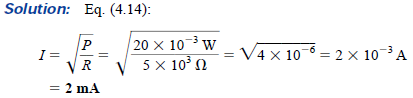 Solution: Eq. (4.14):
I = √(P/R) = √(20 × 10⁻³ W / 5 × 10³ Ω) = √(4 × 10⁻⁶) = 2 × 10⁻³ A
= 2 mA